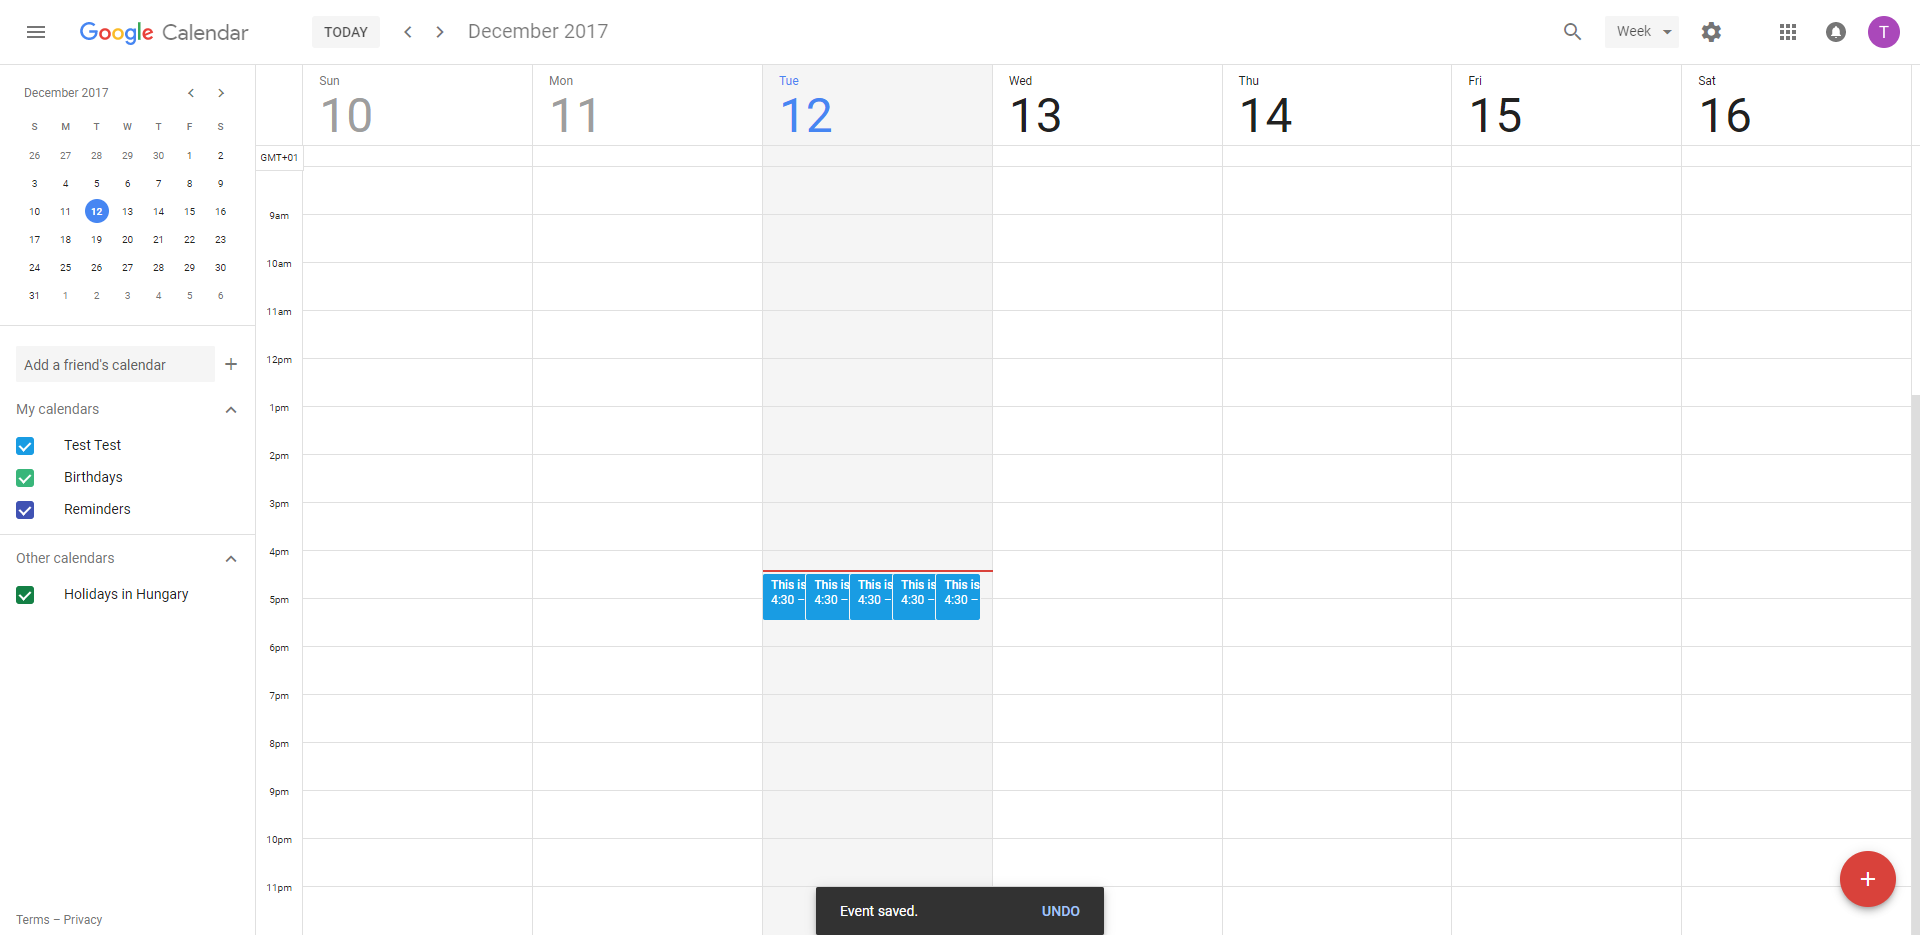 Google Calendar
TODAY
December 2017
Week
T
December 2017
S M T W T F S
26 27 28 29 30 1 2
3 4 5 6 7 8 9
10 11 12 13 14 15 16
17 18 19 20 21 22 23
24 25 26 27 28 29 30
31 1 2 3 4 5 6
Add a friend's calendar
My calendars
Test Test
Birthdays
Reminders
Other calendars
Holidays in Hungary
Terms – Privacy
Sun Mon Tue Wed Thu Fri Sat
10 11 12 13 14 15 16
GMT+01
9am
10am
11am
12pm
1pm
2pm
3pm
4pm
This is This is This is This is This is
4:30 – 4:30 – 4:30 – 4:30 – 4:30 –
5pm
6pm
7pm
8pm
9pm
10pm
11pm
Event saved. UNDO